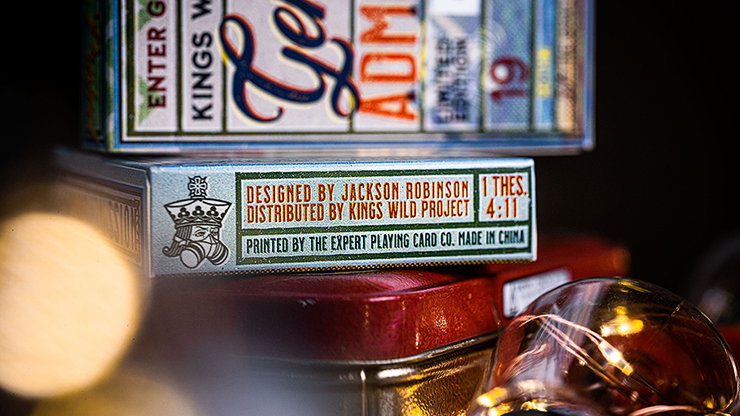 ENTER G
KINGS W
Gen
ADM
LIMITED
EDITION
19
DESIGNED BY JACKSON ROBINSON
DISTRIBUTED BY KINGS WILD PROJECT
1 THES.
4:11
PRINTED BY THE EXPERT PLAYING CARD CO. MADE IN CHINA